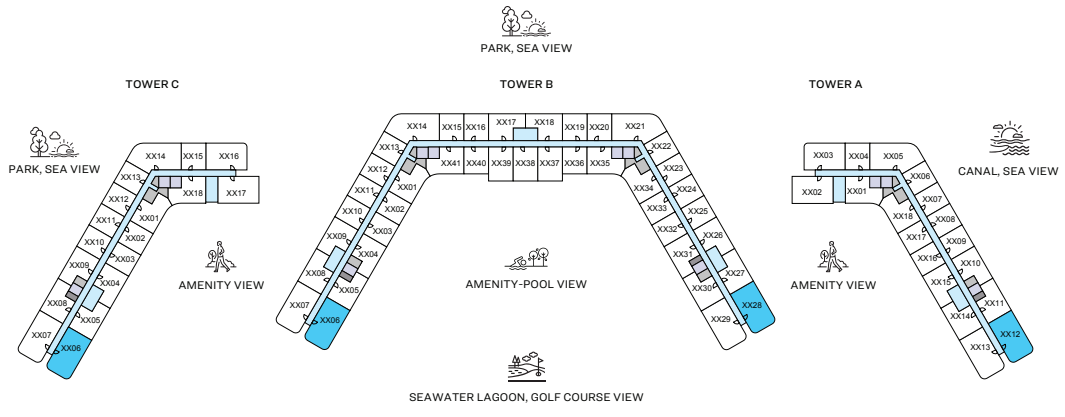 PARK, SEA VIEW
TOWER C
TOWER B
TOWER A
PARK, SEA VIEW
CANAL, SEA VIEW
XX14
XX15
XX16
XX13
XX12
XX11
XX10
XX09
XX08
XX07
XX17
XX18
XX01
XX02
XX03
XX04
XX05
XX06
AMENITY VIEW
XX14
XX15
XX16
XX17
XX18
XX19
XX20
XX21
XX13
XX12
XX11
XX10
XX09
XX08
XX07
XX41
XX40
XX39
XX38
XX37
XX36
XX35
XX01
XX02
XX03
XX04
XX05
XX06
XX22
XX23
XX24
XX25
XX26
XX27
XX28
XX34
XX33
XX32
XX31
XX30
XX29
AMENITY-POOL VIEW
XX03
XX04
XX05
XX02
XX01
XX06
XX07
XX08
XX09
XX10
XX11
XX12
XX18
XX17
XX16
XX15
XX14
XX13
AMENITY VIEW
SEAWATER LAGOON, GOLF COURSE VIEW